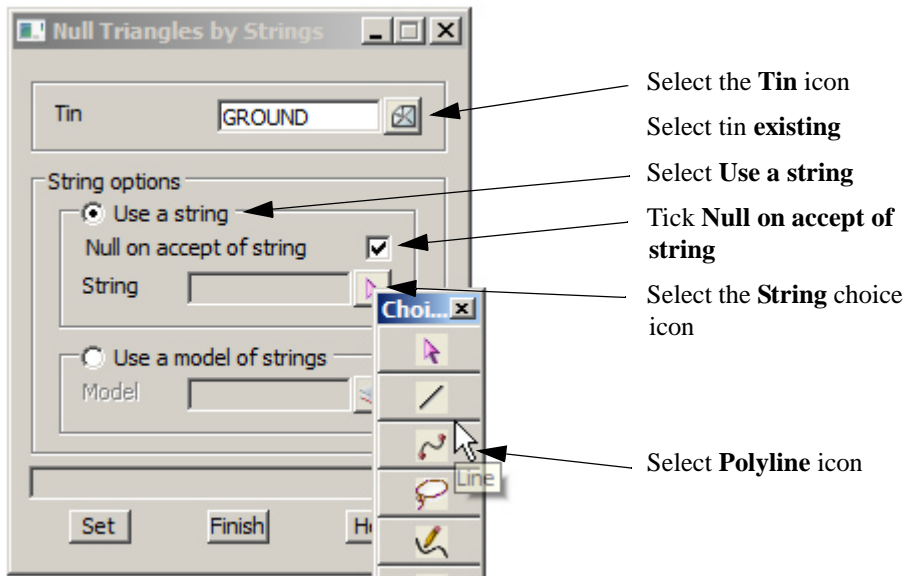 Null Triangles by Strings
Tin
GROUND
String options
Use a string
Null on accept of string
String
Use a model of strings
Model
Set
Finish
Choi...
Line
Select the Tin icon
Select tin existing
Select Use a string
Tick Null on accept of
string
Select the String choice
icon
Select Polyline icon